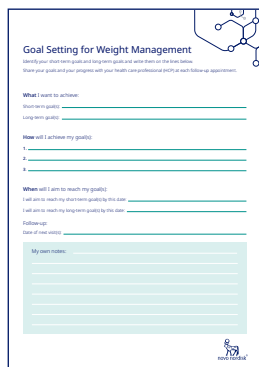 Goal Setting for Weight Management
Identify your short-term goals and long-term goals and write them on the lines below.
Share your goals and your progress with your health care professional (HCP) at each follow-up appointment.
What I want to achieve:
Short-term goal(s):
Long-term goal(s):
How will I achieve my goal(s):
1.
2.
3.
When will I aim to reach my goal(s):
I will aim to reach my short-term goal(s) by this date:
I will aim to reach my long-term goal(s) by this date:
Follow-up:
Date of next visit(s):
My own notes:
novo nordisk®